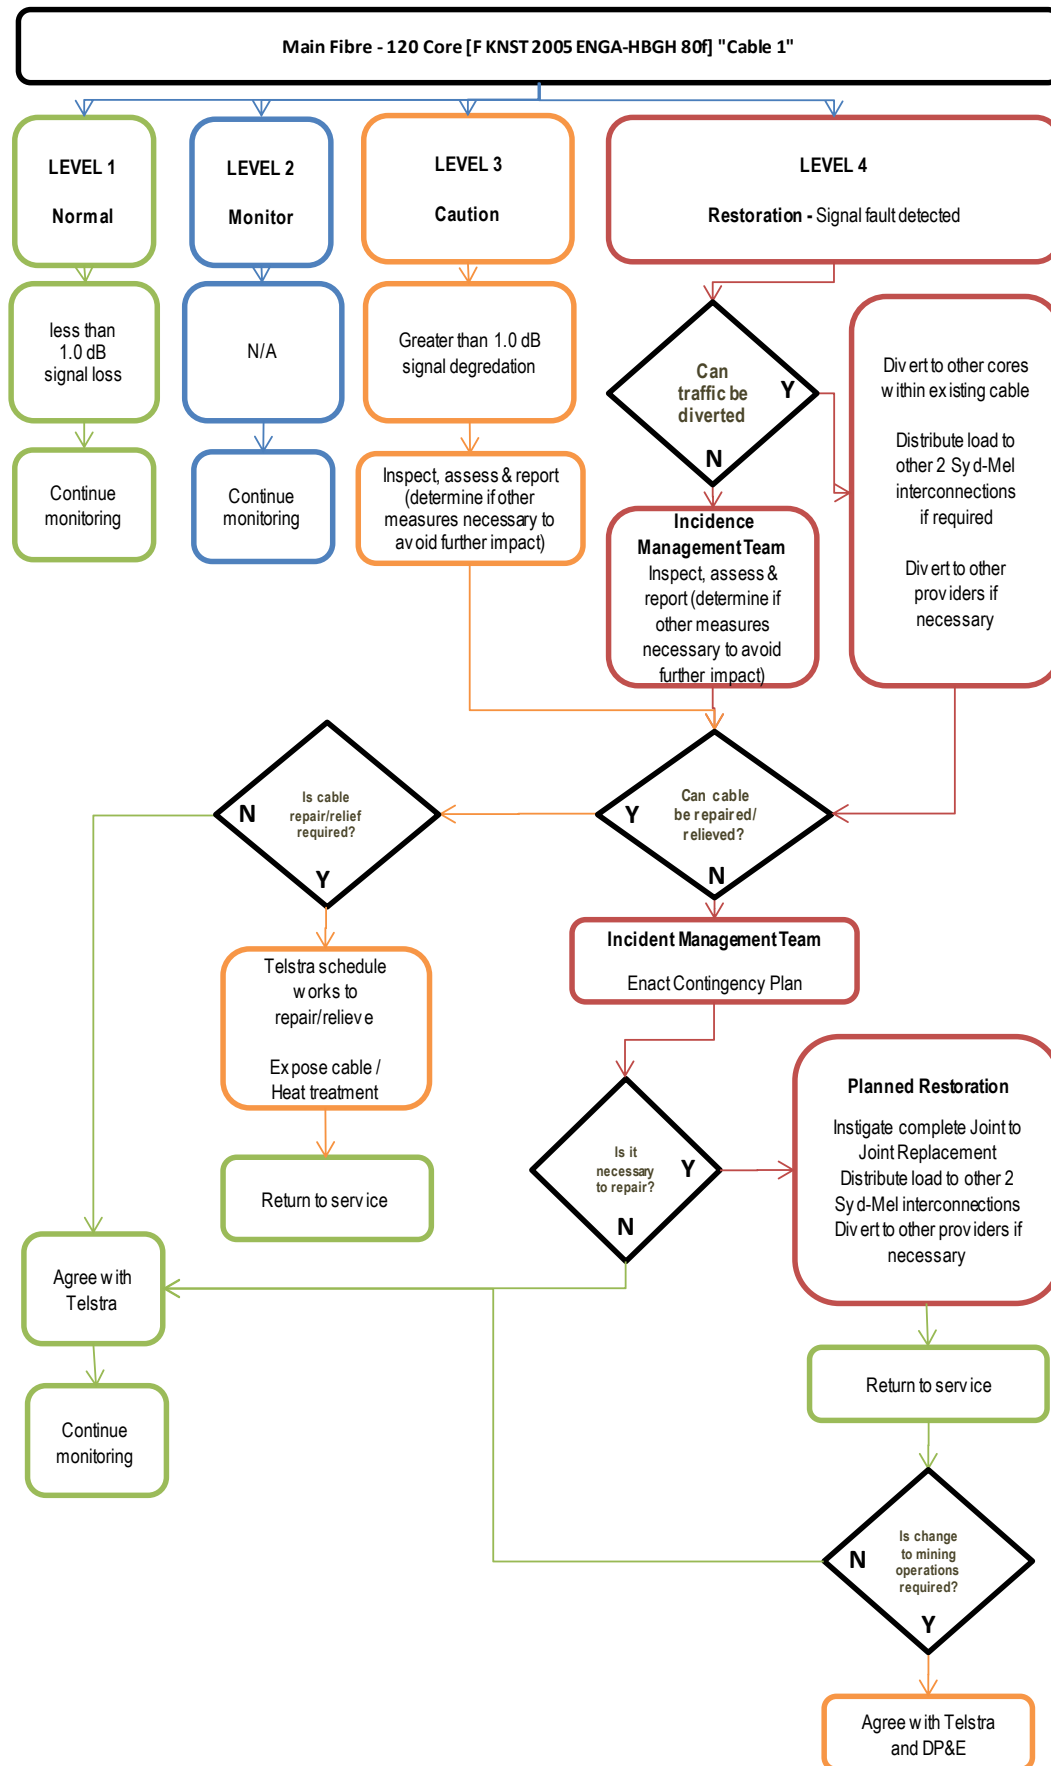 Main Fibre - 120 Core [F KNST 2005 ENGA-HBGH 80f] "Cable 1"
LEVEL 1
Normal
LEVEL 2
Monitor
LEVEL 3
Caution
LEVEL 4
Restoration - Signal fault detected
less than
1.0 dB
signal loss
N/A
Greater than 1.0 dB
signal degredation
Can
traffic be
diverted
Y
N
Divert to other cores
within existing cable
Distribute load to
other 2 Syd-Mel
interconnections
if required
Divert to other
providers if
necessary
Continue
monitoring
Continue
monitoring
Inspect, assess & report
(determine if other
measures necessary to
avoid further impact)
Incidence
Management Team
Inspect, assess &
report (determine if
other measures
necessary to avoid
further impact)
Is cable
repair/relief
required?
N
Y
Can cable
be repaired/
relieved?
Y
N
Incident Management Team
Enact Contingency Plan
Telstra schedule
works to
repair/relieve
Expose cable /
Heat treatment
Is it
necessary
to repair?
Y
N
Planned Restoration
Instigate complete Joint to
Joint Replacement
Distribute load to other 2
Syd-Mel interconnections
Divert to other providers if
necessary
Return to service
Agree with
Telstra
Return to service
Continue
monitoring
Is change
to mining
operations
required?
N
Y
Agree with Telstra
and DP&E